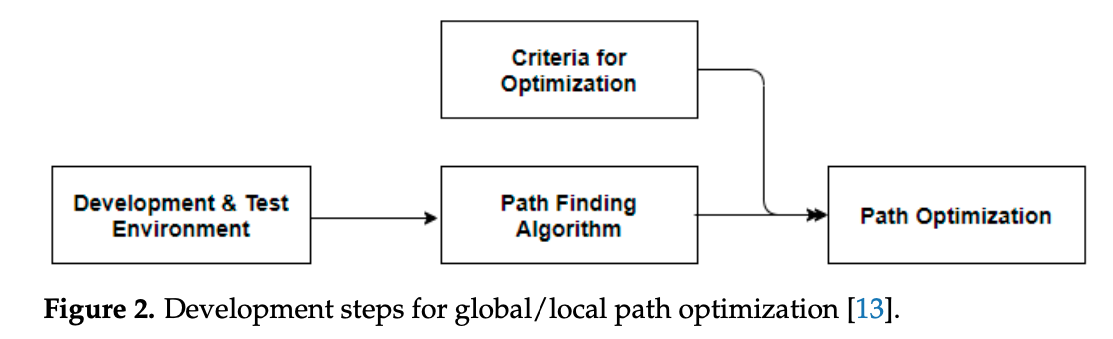 Criteria for
Optimization
Development & Test
Environment
Path Finding
Algorithm
Path Optimization
Figure 2. Development steps for global/local path optimization [13].